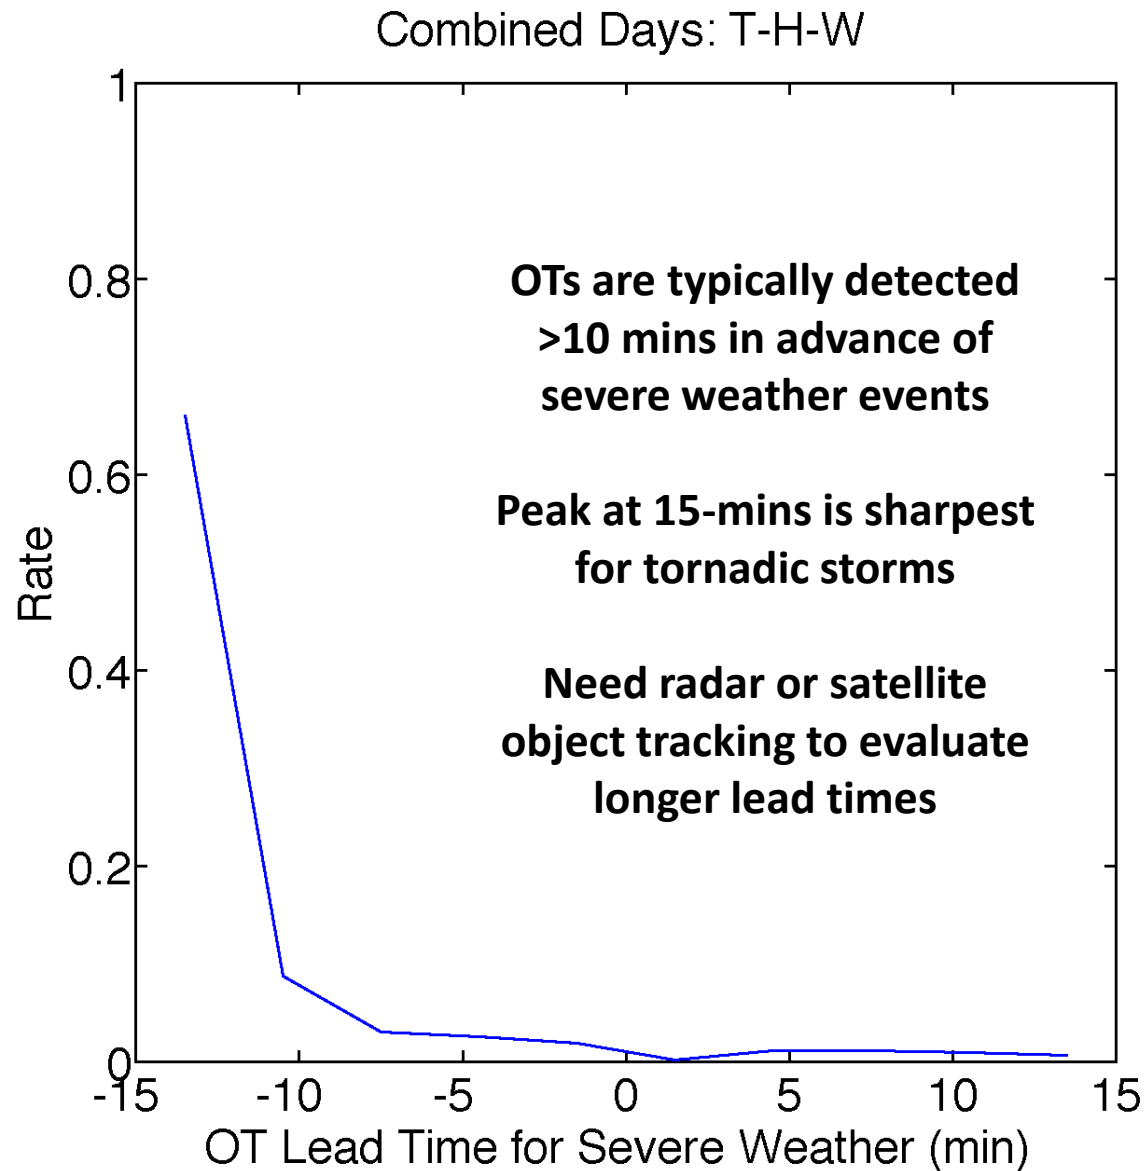 Combined Days: T-H-W
1
0.8
0.6
0.4
0.2
0
Rate
OTs are typically detected
>10 mins in advance of
severe weather events
Peak at 15-mins is sharpest
for tornadic storms
Need radar or satellite
object tracking to evaluate
longer lead times
-15 -10 -5 0 5 10 15
OT Lead Time for Severe Weather (min)